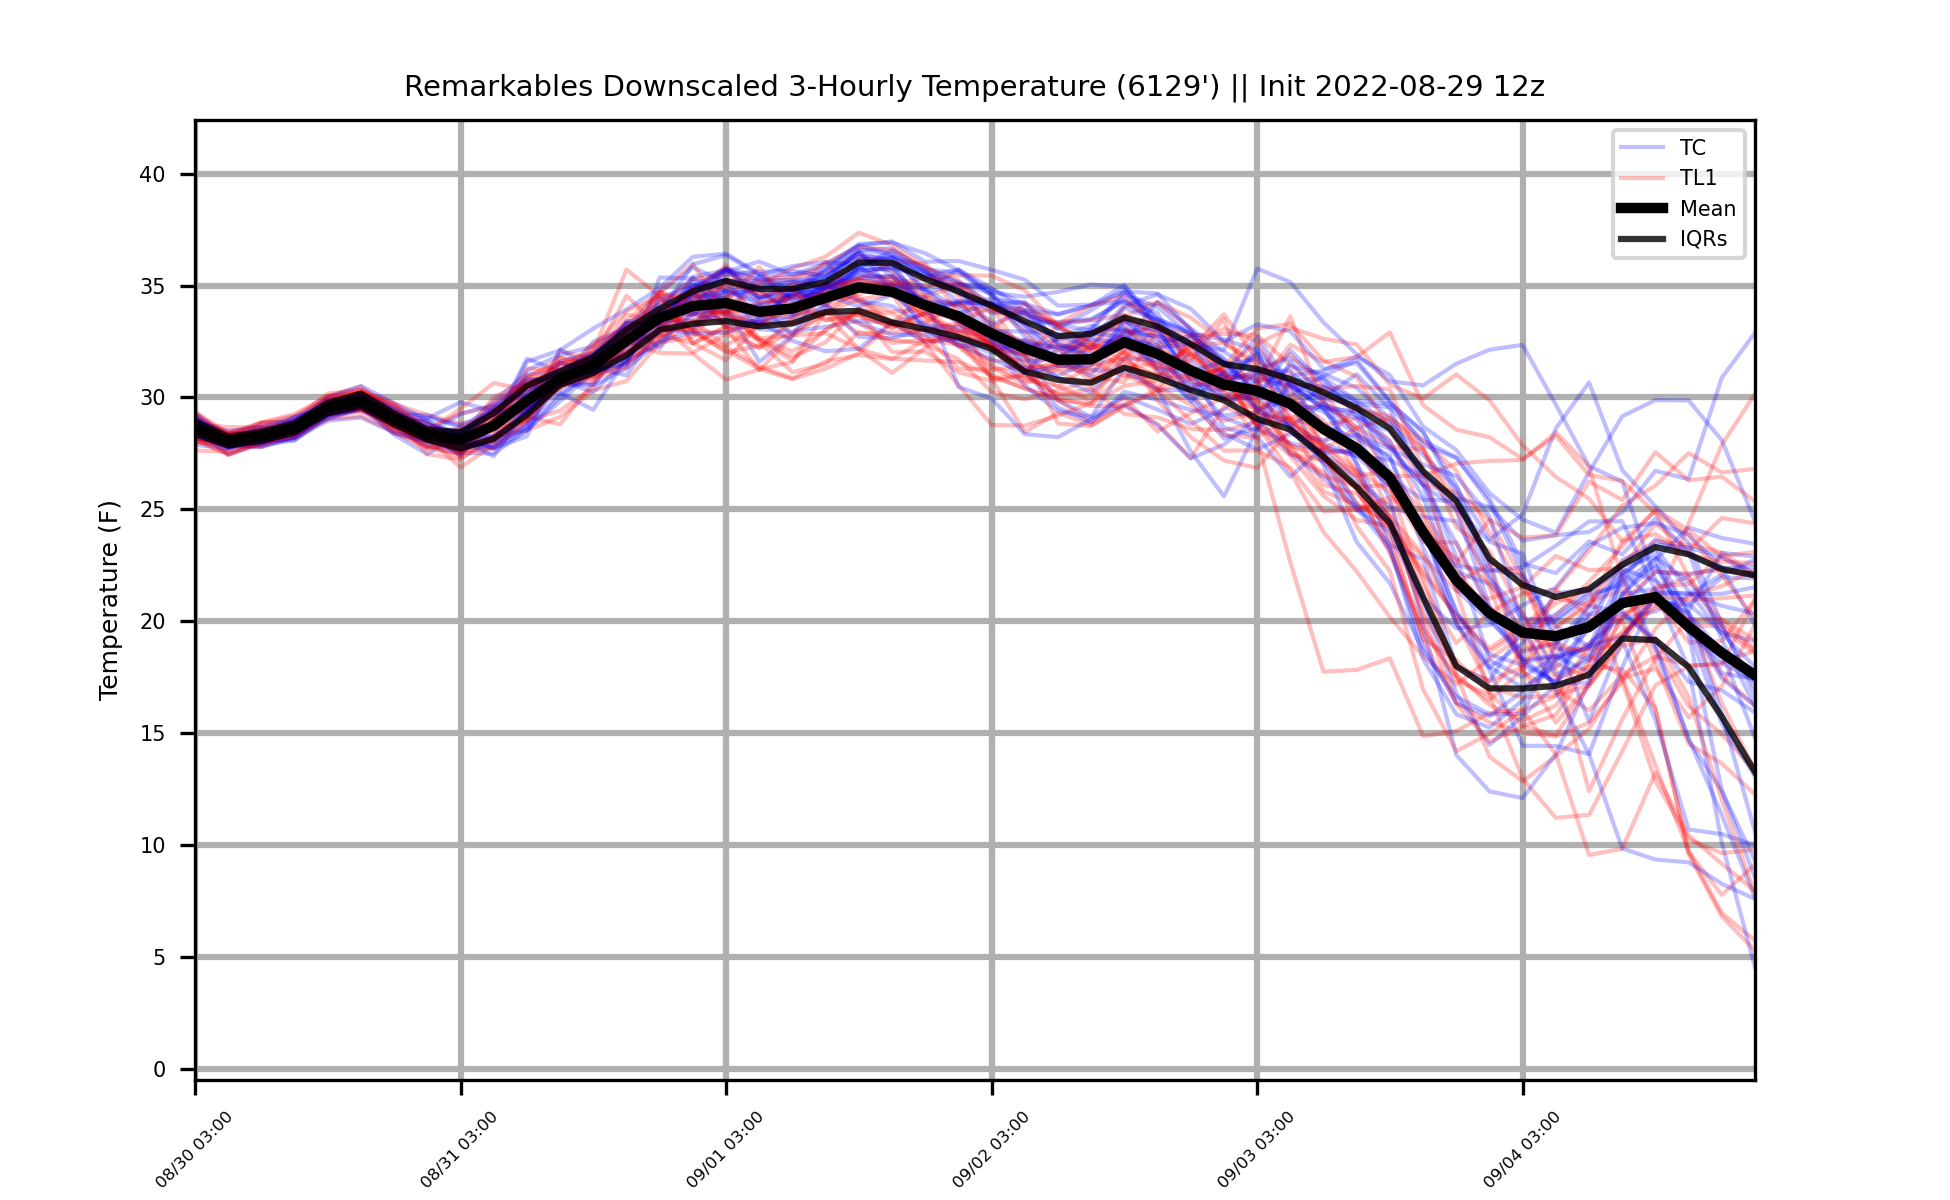 Remarkables Downscaled 3-Hourly Temperature (6129') || Init 2022-08-29 12z
TC
TL1
Mean
IQRs
Temperature (F)
40
35
30
25
20
15
10
5
0
08/30 03:00
08/31 03:00
09/01 03:00
09/02 03:00
09/03 03:00
09/04 03:00